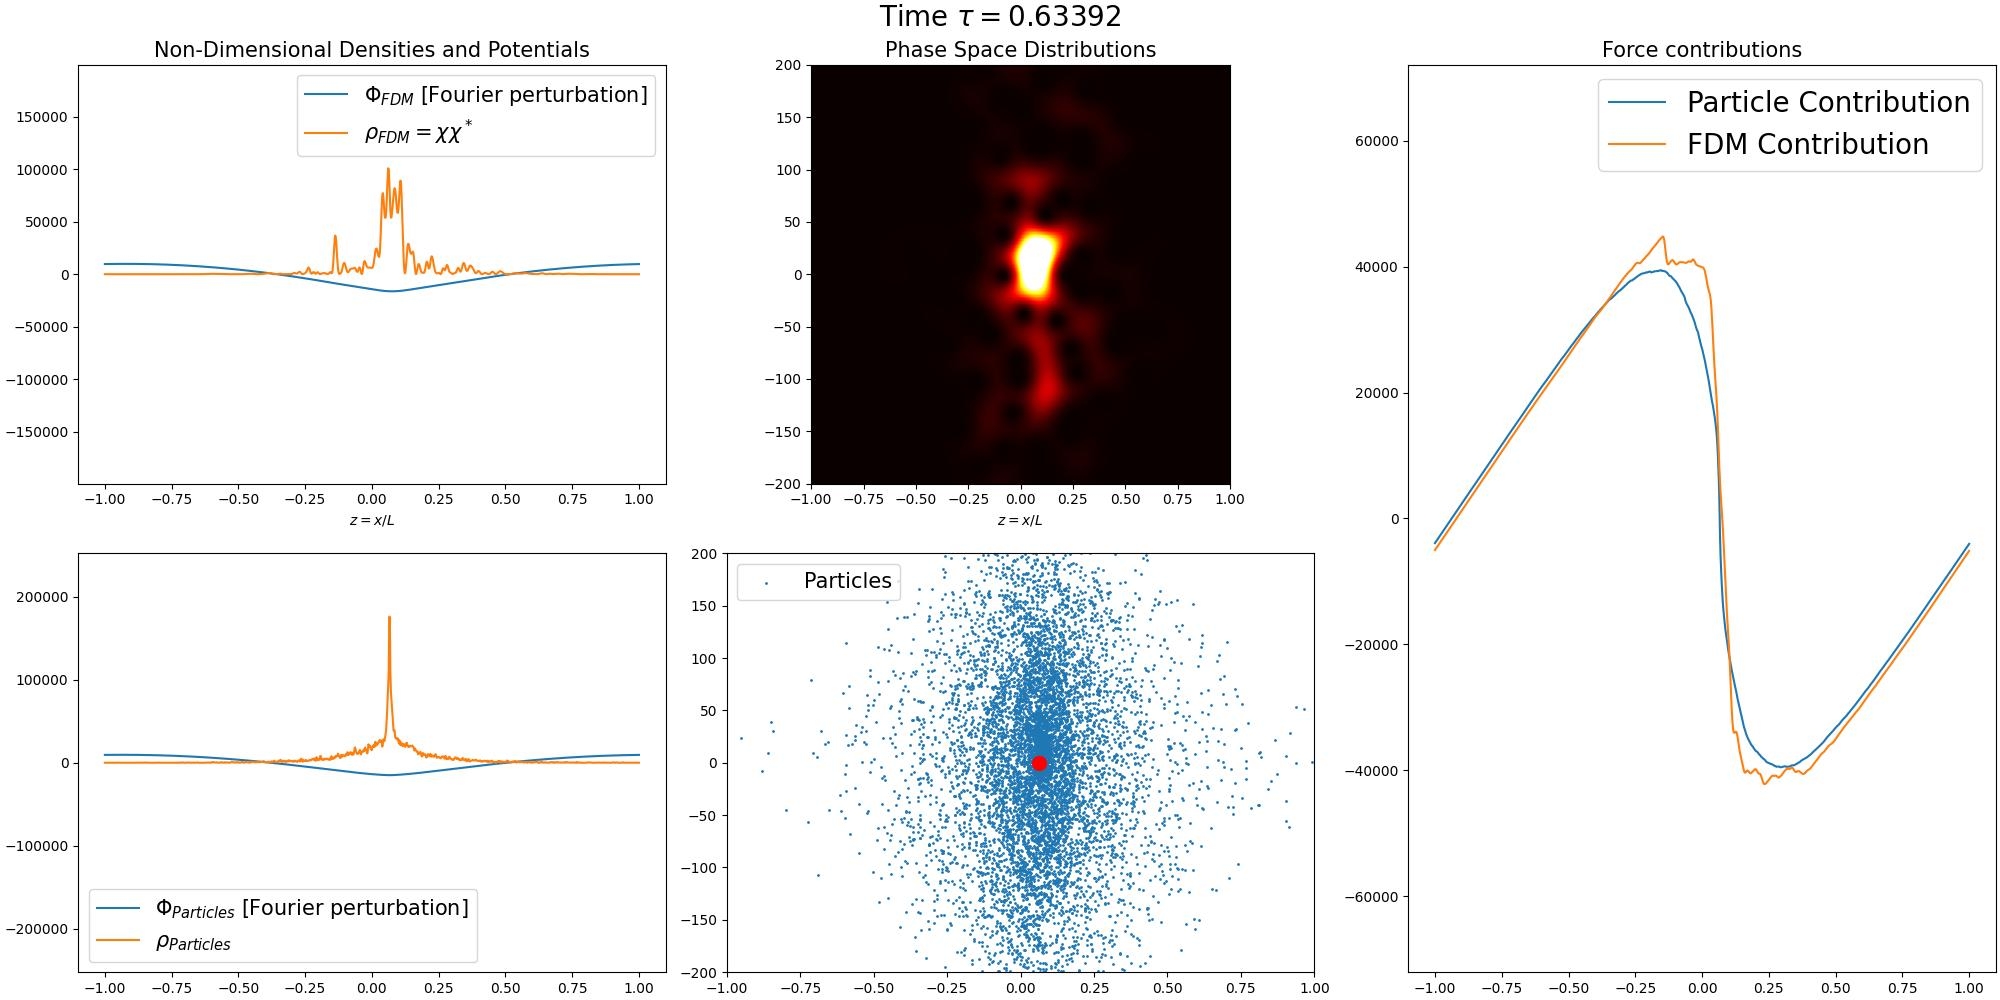 Time τ = 0.63392
Non-Dimensional Densities and Potentials
Φ_FDM [Fourier perturbation]
ρ_FDM = χχ*
150000
100000
50000
0
−50000
−100000
−150000
−1.00 −0.75 −0.50 −0.25 0.00 0.25 0.50 0.75 1.00
z = x/L
Phase Space Distributions
200
150
100
50
0
−50
−100
−150
−200
−1.00 −0.75 −0.50 −0.25 0.00 0.25 0.50 0.75 1.00
z = x/L
Force contributions
Particle Contribution
FDM Contribution
60000
40000
20000
0
−20000
−40000
−60000
−1.00 −0.75 −0.50 −0.25 0.00 0.25 0.50 0.75 1.00
200000
100000
0
−100000
−200000
Φ_Particles [Fourier perturbation]
ρ_Particles
−1.00 −0.75 −0.50 −0.25 0.00 0.25 0.50 0.75 1.00
Particles
200
150
100
50
0
−50
−100
−150
−200
−1.00 −0.75 −0.50 −0.25 0.00 0.25 0.50 0.75 1.00